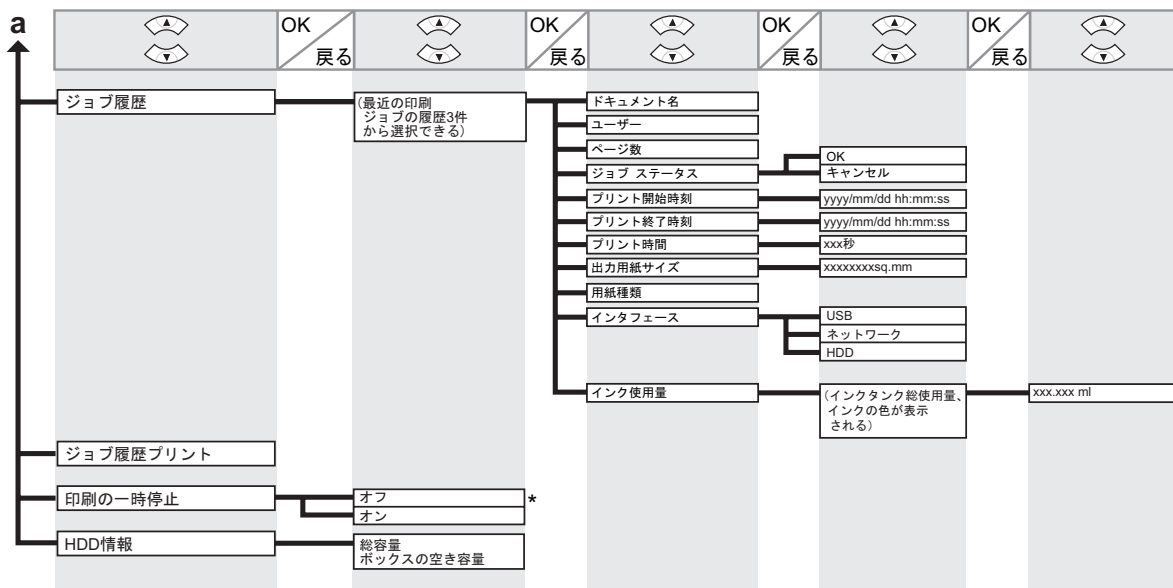 a
OK
戻る
OK
戻る
OK
戻る
OK
戻る
ジョブ履歴
(最近の印刷
ジョブの履歴3件
から選択できる)
ドキュメント名
ユーザー
ページ数
ジョブ ステータス
OK
キャンセル
プリント開始時刻
yyyy/mm/dd hh:mm:ss
プリント終了時刻
yyyy/mm/dd hh:mm:ss
プリント時間
xxx秒
出力用紙サイズ
xxxxxxxxsq.mm
用紙種類
インタフェース
USB
ネットワーク
HDD
インク使用量
(インクタンク総使用量、
インクの色が表示
される)
xxx.xxx ml
ジョブ履歴プリント
印刷の一時停止
オフ
*
オン
HDD情報
総容量
ボックスの空き容量